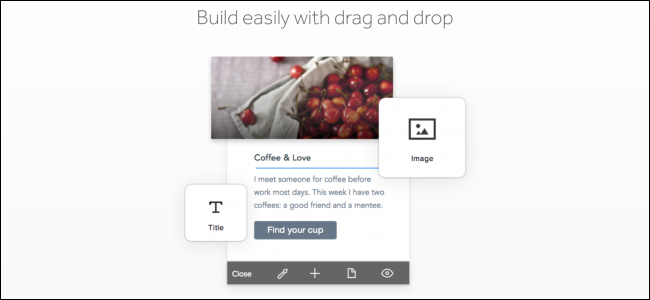 Build easily with drag and drop
Image
Coffee & Love
I meet someone for coffee before
work most days. This week I have two
coffees: a good friend and a mentee.
Title
Find your cup
Close